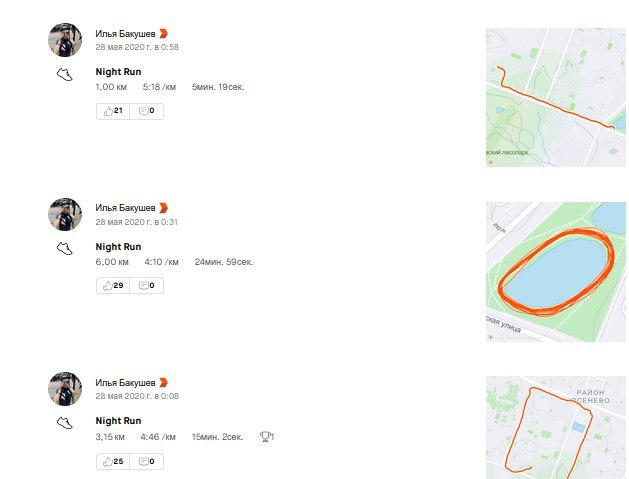 Илья Бакушев
28 мая 2020 г. в 0:58
Night Run
1,00 км 5:18 /км 5мин. 19сек.
21 0
ский лесопарк
Илья Бакушев
28 мая 2020 г. в 0:31
Night Run
6,00 км 4:10 /км 24мин. 59сек.
29 0
210 m
ская улица
Илья Бакушев
28 мая 2020 г. в 0:08
Night Run
3,15 км 4:46 /км 15мин. 2сек. 1
25 0
РАЙОН
СЕНЕВО